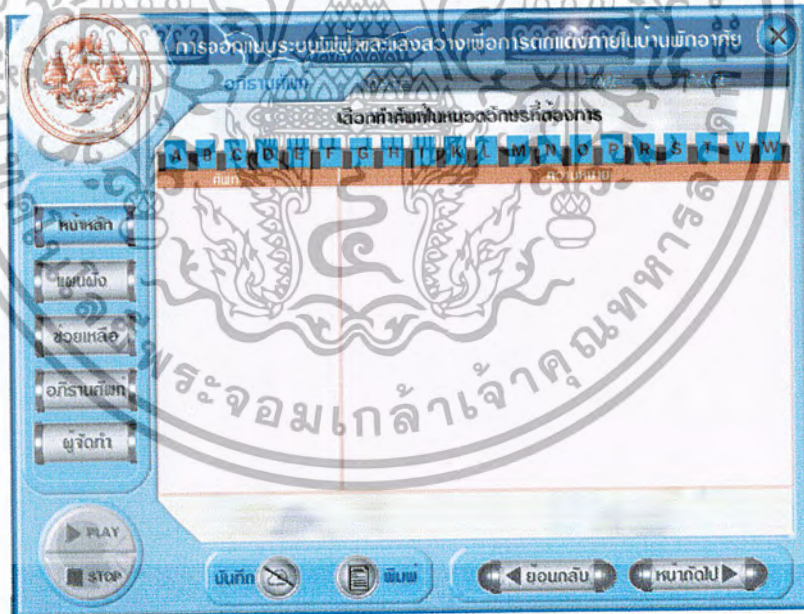 การออกแบบระบบไฟฟ้าและแสงสว่างเพื่อการตกแต่งภายในบ้านพักอาศัย
อภิธานศัพท์
เลือกคำศัพท์ในหมวดอักษรที่ต้องการ
A B C D E F G H I K L M N O P R S T V W
ศัพท์ ความหมาย
หน้าหลัก
แผนผัง
ช่วยเหลือ
อภิธานศัพท์
ผู้จัดทำ
พระจอมเกล้าเจ้าคุณทหารลาด
PLAY
STOP
บันทึก พิมพ์ ย้อนกลับ หน้าถัดไป